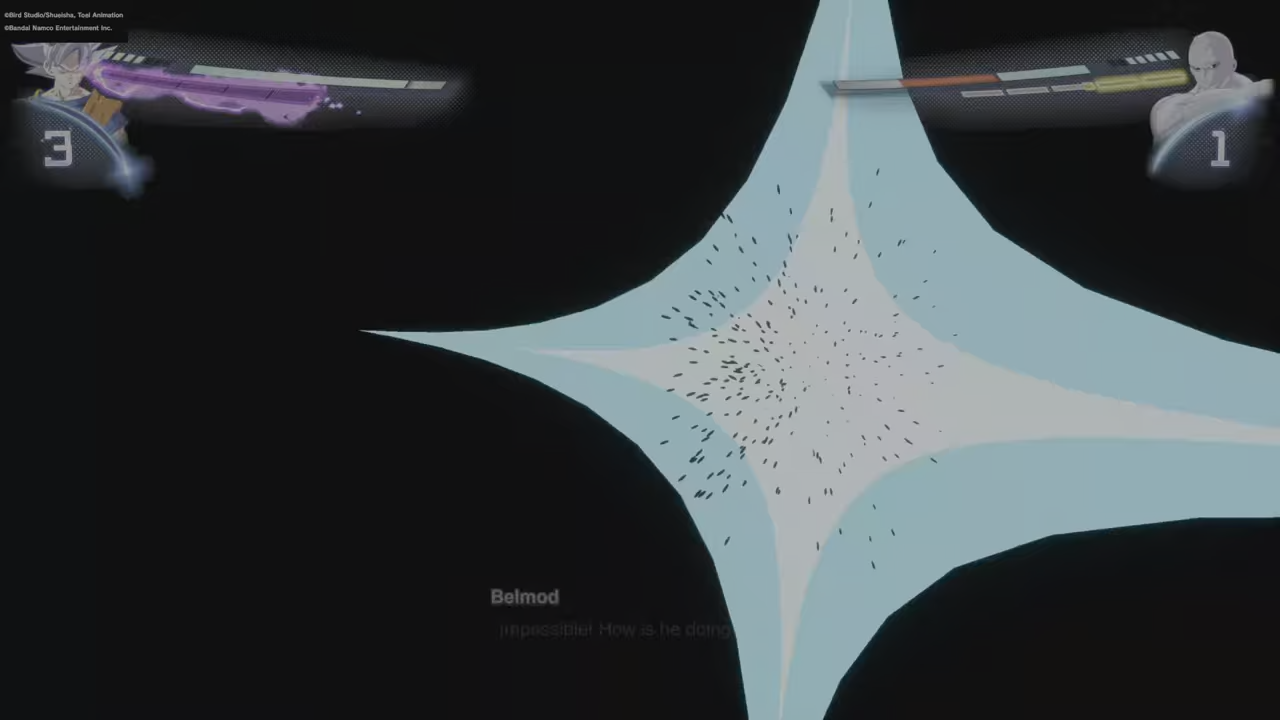 ©Bird Studio/Shueisha, Toei Animation
©Bandai Namco Entertainment Inc.
3
1
Belmod
impossible! How is he doing